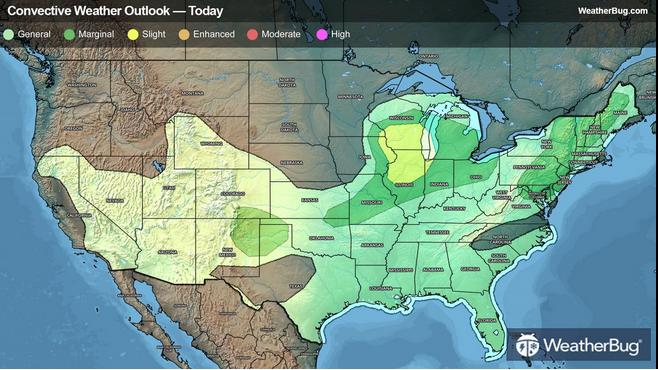 Convective Weather Outlook — Today
WeatherBug.com
General
Marginal
Slight
Enhanced
Moderate
High
ONTARIO
WASHINGTON
MONTANA
NORTH DAKOTA
MINNESOTA
OREGON
IDAHO
SOUTH DAKOTA
WISCONSIN
MICHIGAN
MAINE
NEW HAMPSHIRE
NEW YORK
WYOMING
IOWA
NEBRASKA
PENNSYLVANIA
NEVADA
UTAH
COLORADO
KANSAS
MISSOURI
ILLINOIS
INDIANA
OHIO
WEST VIRGINIA
VIRGINIA
KENTUCKY
CALIFORNIA
ARIZONA
NEW MEXICO
OKLAHOMA
ARKANSAS
TENNESSEE
NORTH CAROLINA
SOUTH CAROLINA
TEXAS
LOUISIANA
MISSISSIPPI
ALABAMA
GEORGIA
FLORIDA
WeatherBug®